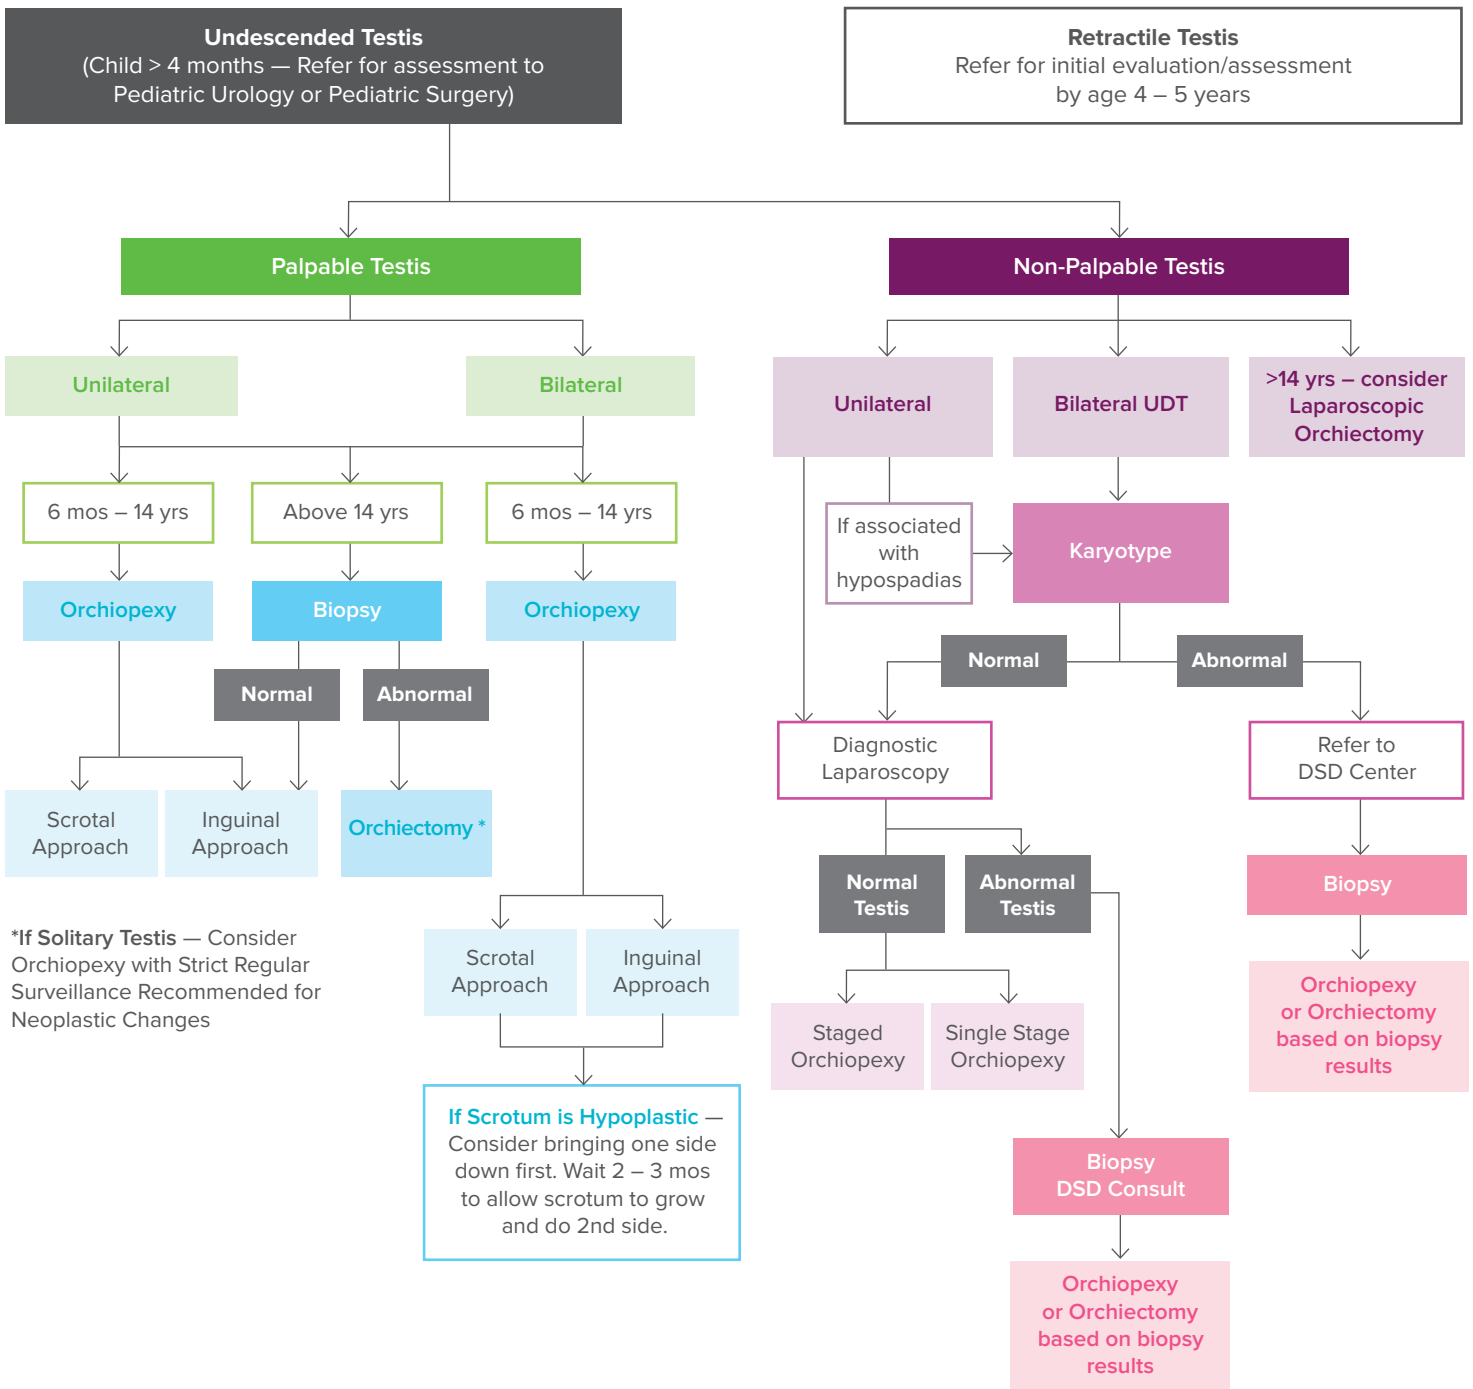 Undescended Testis
(Child > 4 months — Refer for assessment to
Pediatric Urology or Pediatric Surgery)
Retractile Testis
Refer for initial evaluation/assessment
by age 4 – 5 years
Palpable Testis
Non-Palpable Testis
Unilateral
Bilateral
Unilateral
Bilateral UDT
>14 yrs – consider
Laparoscopic
Orchiectomy
6 mos – 14 yrs
Above 14 yrs
6 mos – 14 yrs
If associated
with
hypospadias
Karyotype
Orchiopexy
Biopsy
Orchiopexy
Normal
Abnormal
Normal
Abnormal
Diagnostic
Laparoscopy
Refer to
DSD Center
Scrotal
Approach
Inguinal
Approach
Orchiectomy *
Normal
Testis
Abnormal
Testis
Biopsy
*If Solitary Testis — Consider
Orchiopexy with Strict Regular
Surveillance Recommended for
Neoplastic Changes
Scrotal
Approach
Inguinal
Approach
Orchiopexy
or Orchiectomy
based on biopsy
results
Staged
Orchiopexy
Single Stage
Orchiopexy
If Scrotum is Hypoplastic —
Consider bringing one side
down first. Wait 2 – 3 mos
to allow scrotum to grow
and do 2nd side.
Biopsy
DSD Consult
Orchiopexy
or Orchiectomy
based on biopsy
results